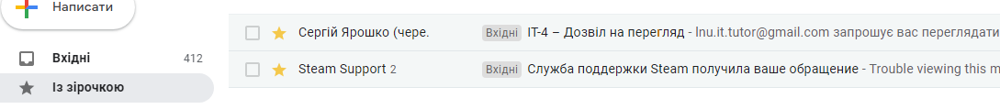 Написати
Сергій Ярошко (чере. Вхідні ІТ-4 – Дозвіл на перегляд - lnu.it.tutor@gmail.com запрошує вас переглядати
Вхідні 412
Steam Support 2 Вхідні Служба поддержки Steam получила ваше обращение - Trouble viewing this m
Із зірочкою